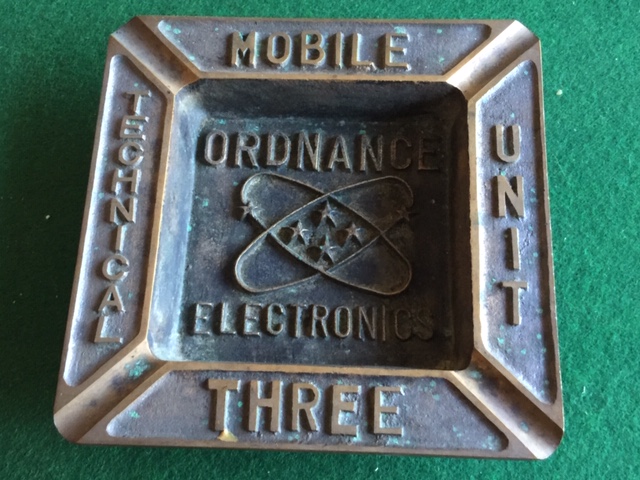 MOBILE
TECHNICAL
UNIT
THREE
ORDNANCE
ELECTRONICS